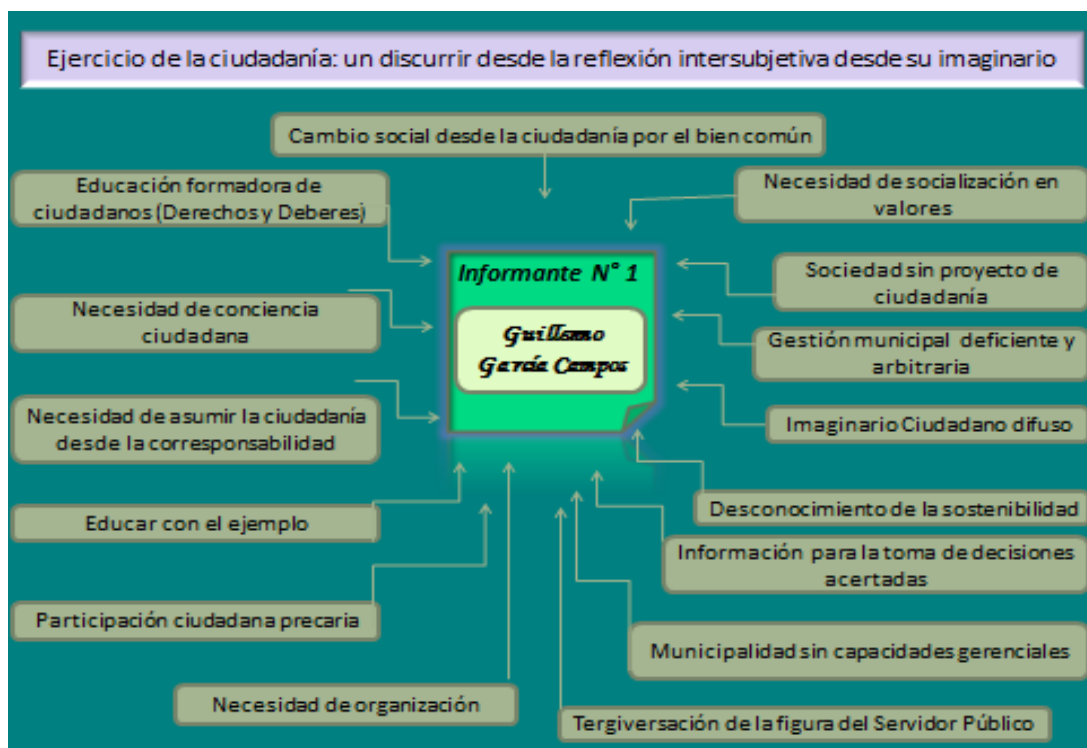 Ejercicio de la ciudadanía: un discurrir desde la reflexión intersubjetiva desde su imaginario
Cambio social desde la ciudadanía por el bien común
Educación formadora de
ciudadanos (Derechos y Deberes)
Necesidad de socialización en
valores
Informante N° 1
Guillermo
García Campos
Sociedad sin proyecto de
ciudadanía
Necesidad de conciencia
ciudadana
Gestión municipal deficiente y
arbitraria
Necesidad de asumir la ciudadanía
desde la corresponsabilidad
Imaginario Ciudadano difuso
Educar con el ejemplo
Desconocimiento de la sostenibilidad
Información para la toma de decisiones
acertadas
Participación ciudadana precaria
Municipalidad sin capacidades gerenciales
Necesidad de organización
Tergiversación de la figura del Servidor Público